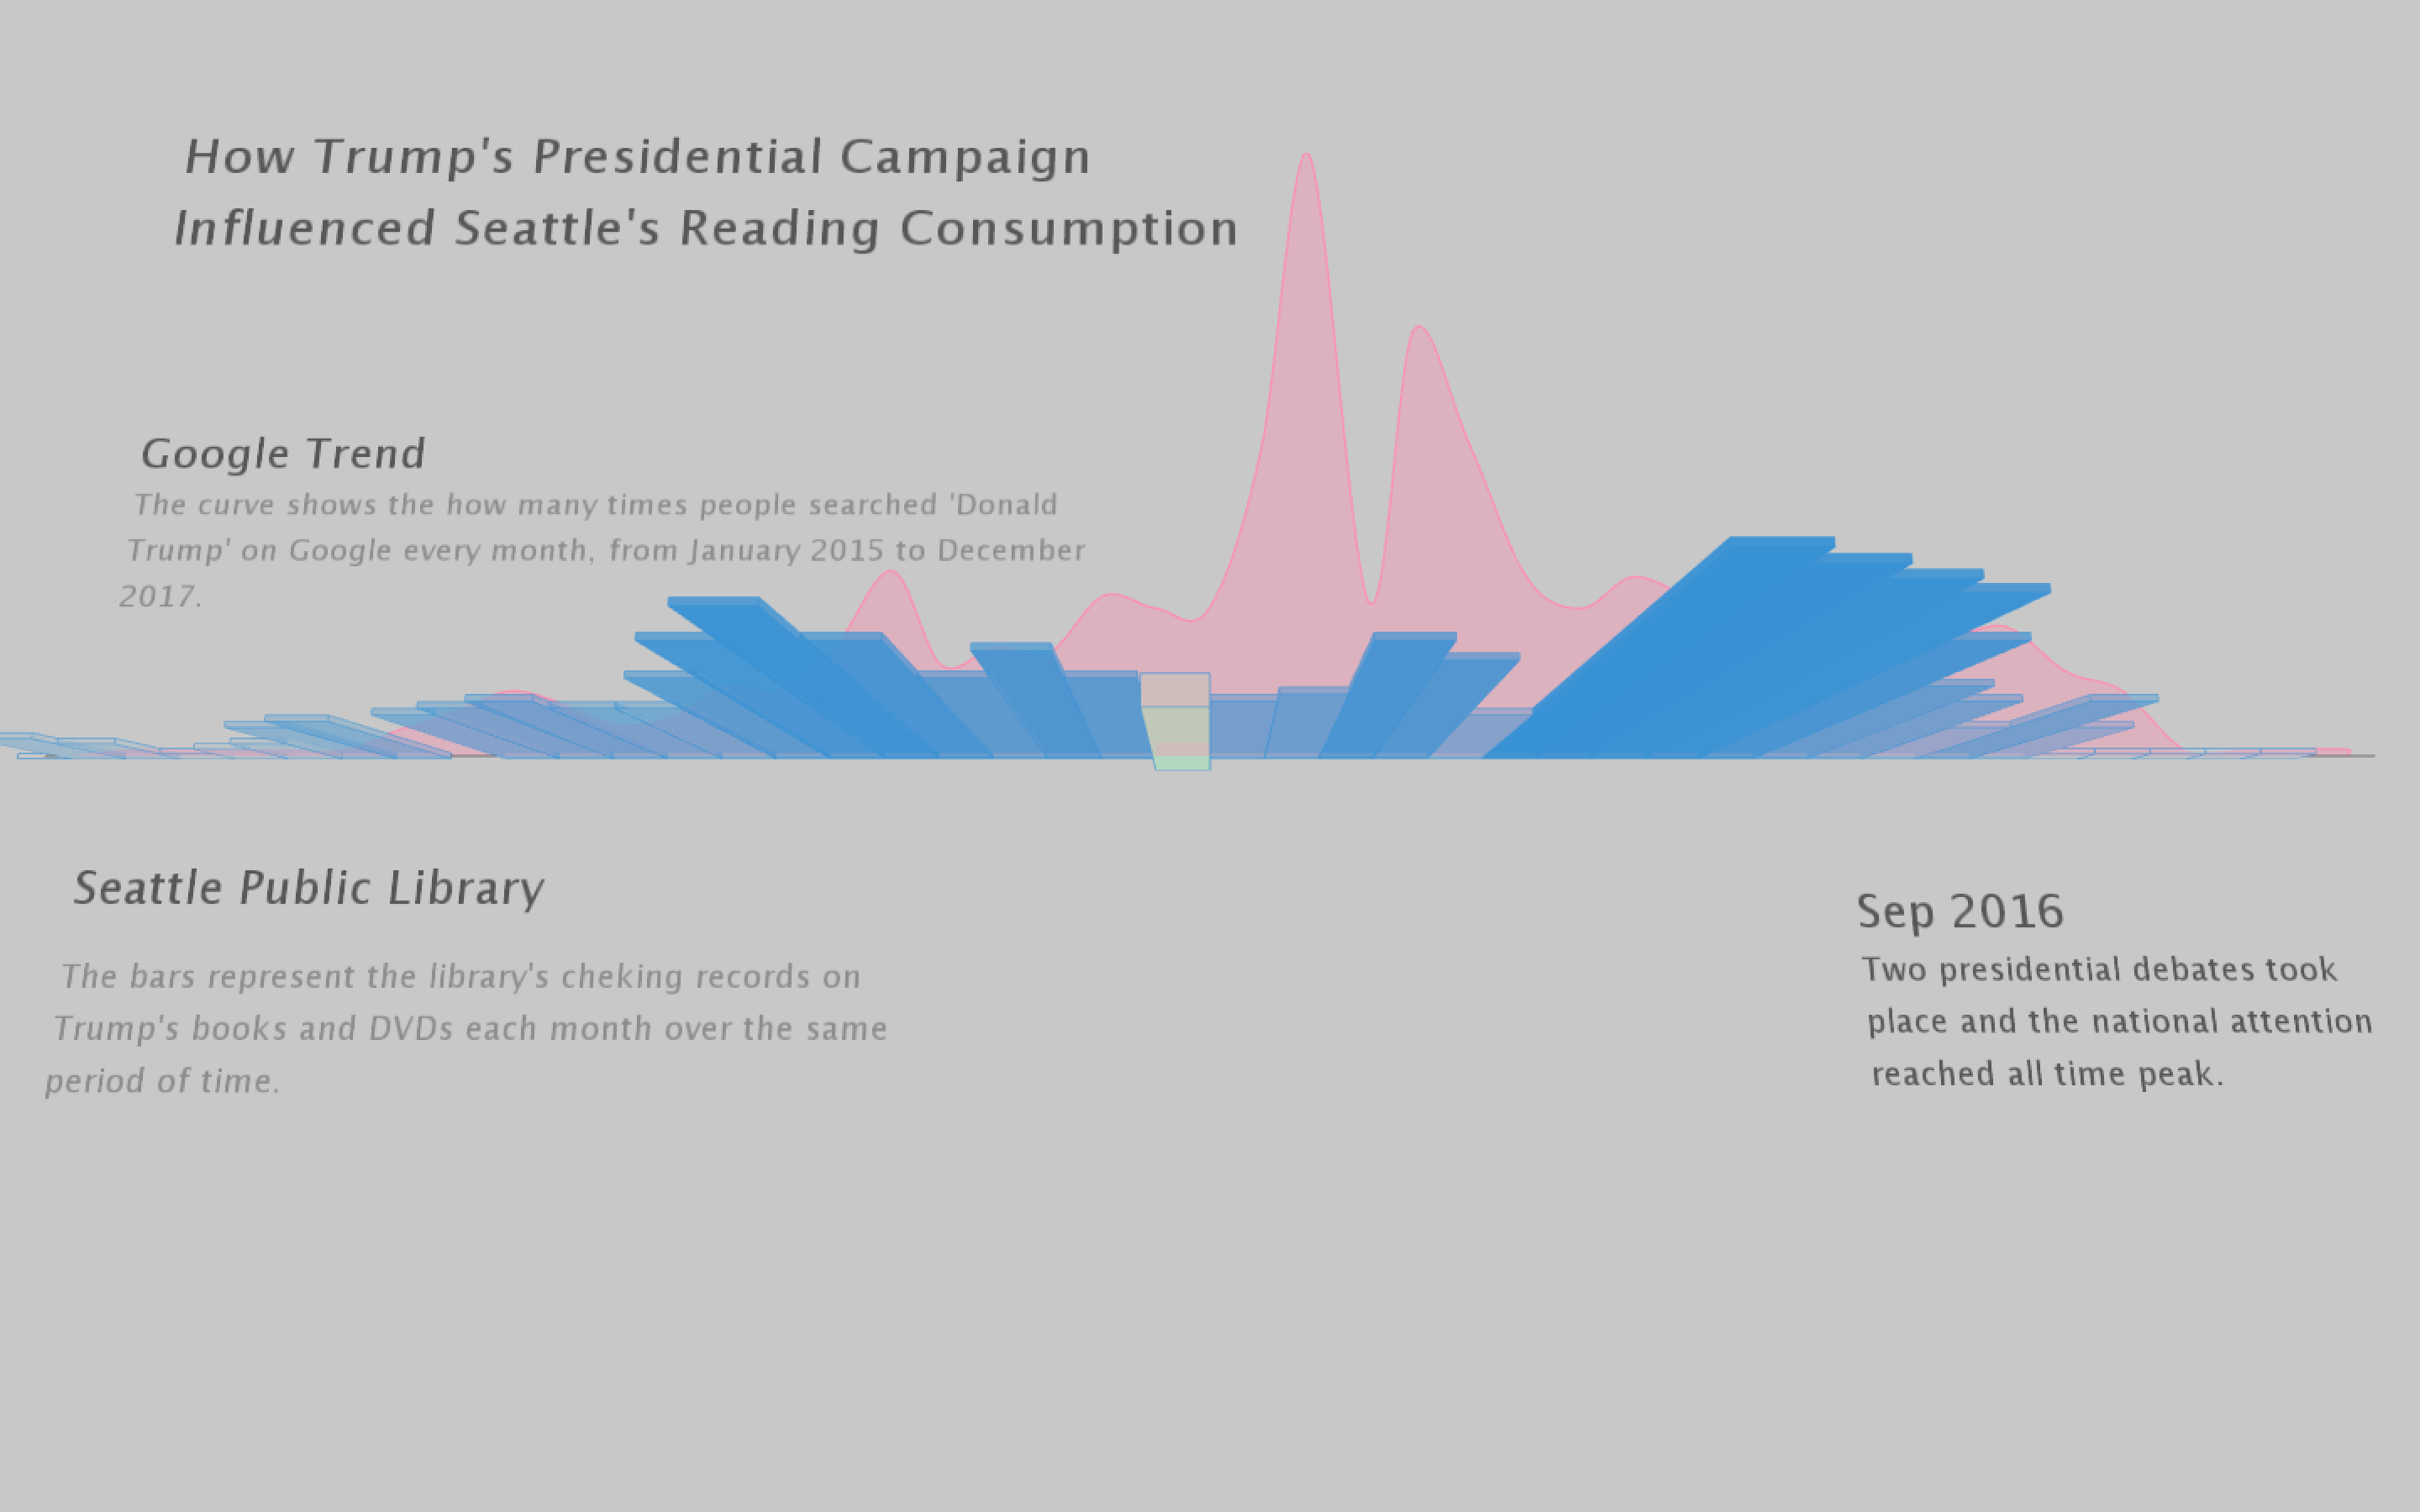 How Trump's Presidential Campaign
Influenced Seattle's Reading Consumption
Google Trend
The curve shows the how many times people searched 'Donald
Trump' on Google every month, from January 2015 to December
2017.
Seattle Public Library
The bars represent the library's cheking records on
Trump's books and DVDs each month over the same
period of time.
Sep 2016
Two presidential debates took
place and the national attention
reached all time peak.